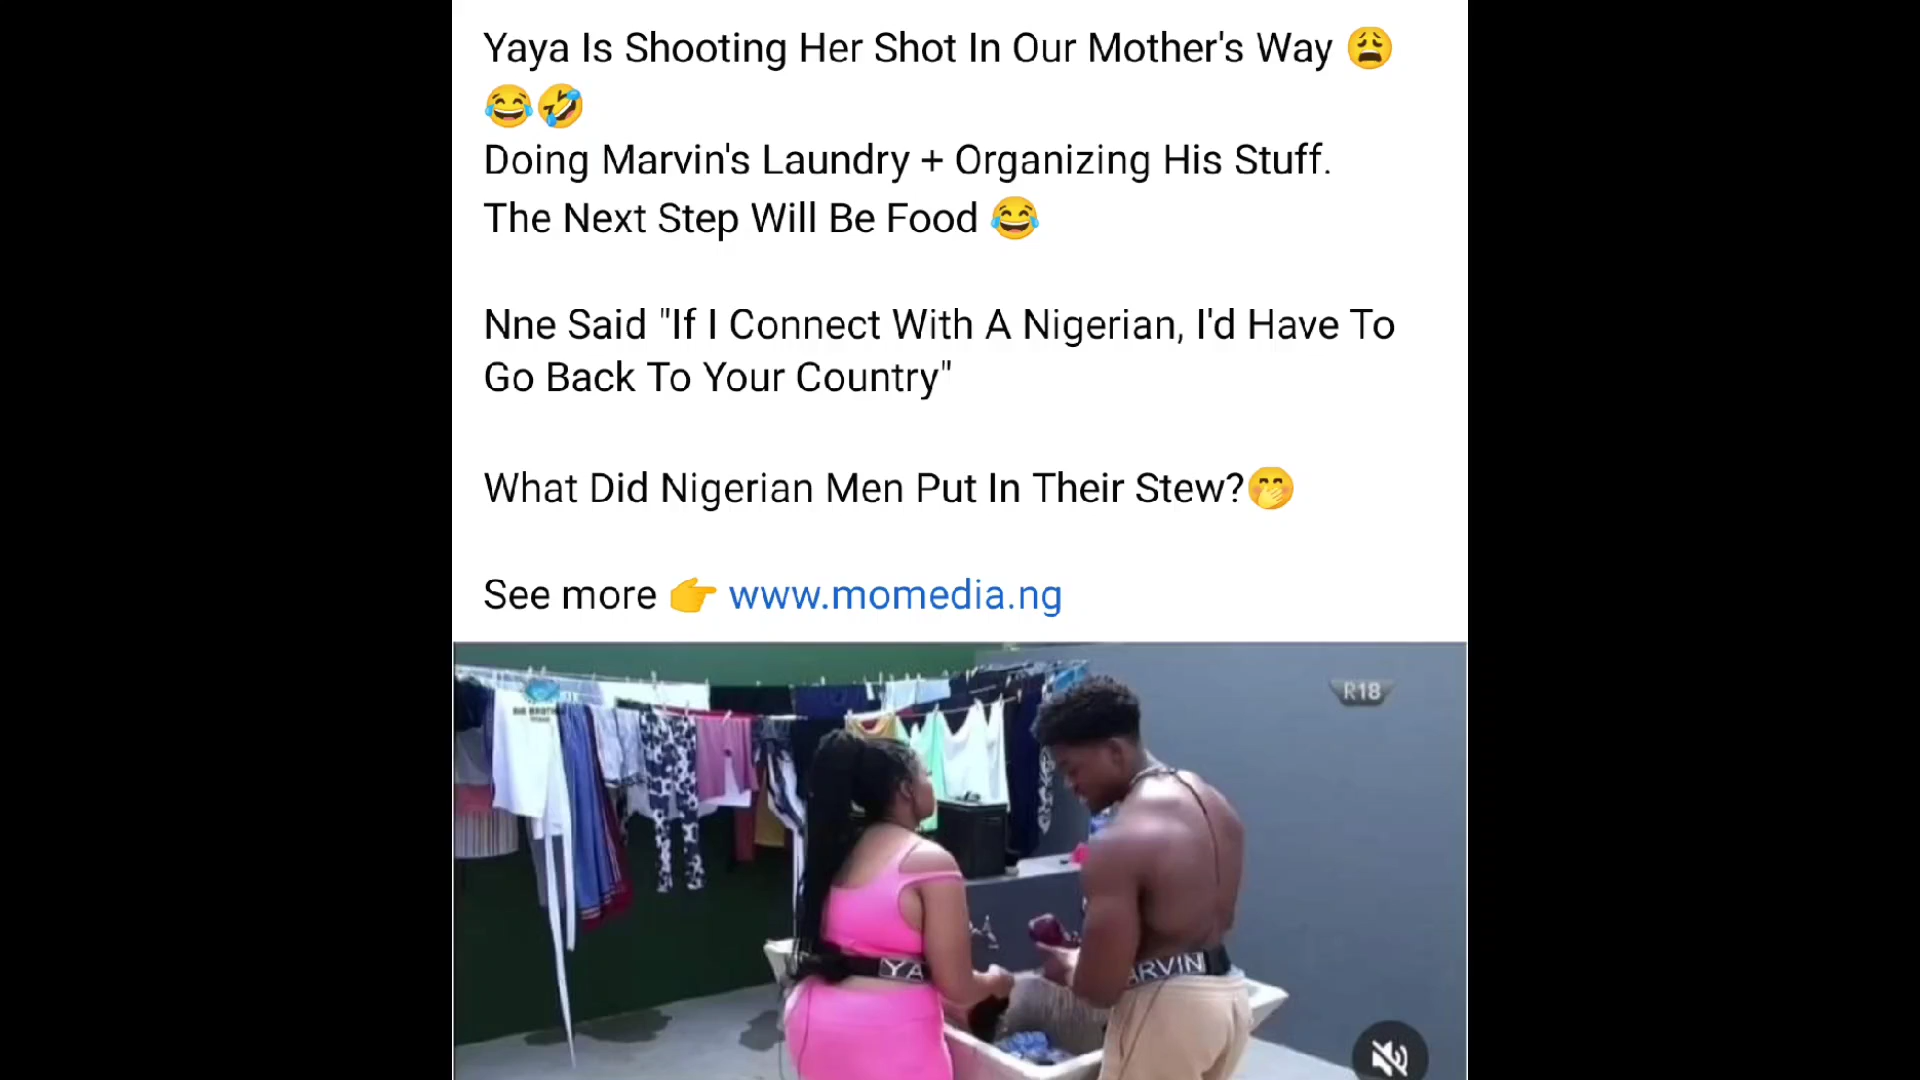 Yaya Is Shooting Her Shot In Our Mother's Way 😩
😂🤣
Doing Marvin's Laundry + Organizing His Stuff.
The Next Step Will Be Food 😂
Nne Said "If I Connect With A Nigerian, I'd Have To
Go Back To Your Country"
What Did Nigerian Men Put In Their Stew?🤭
See more 👉 www.momedia.ng
R18
BIG BROTHER
YA
ARVIN